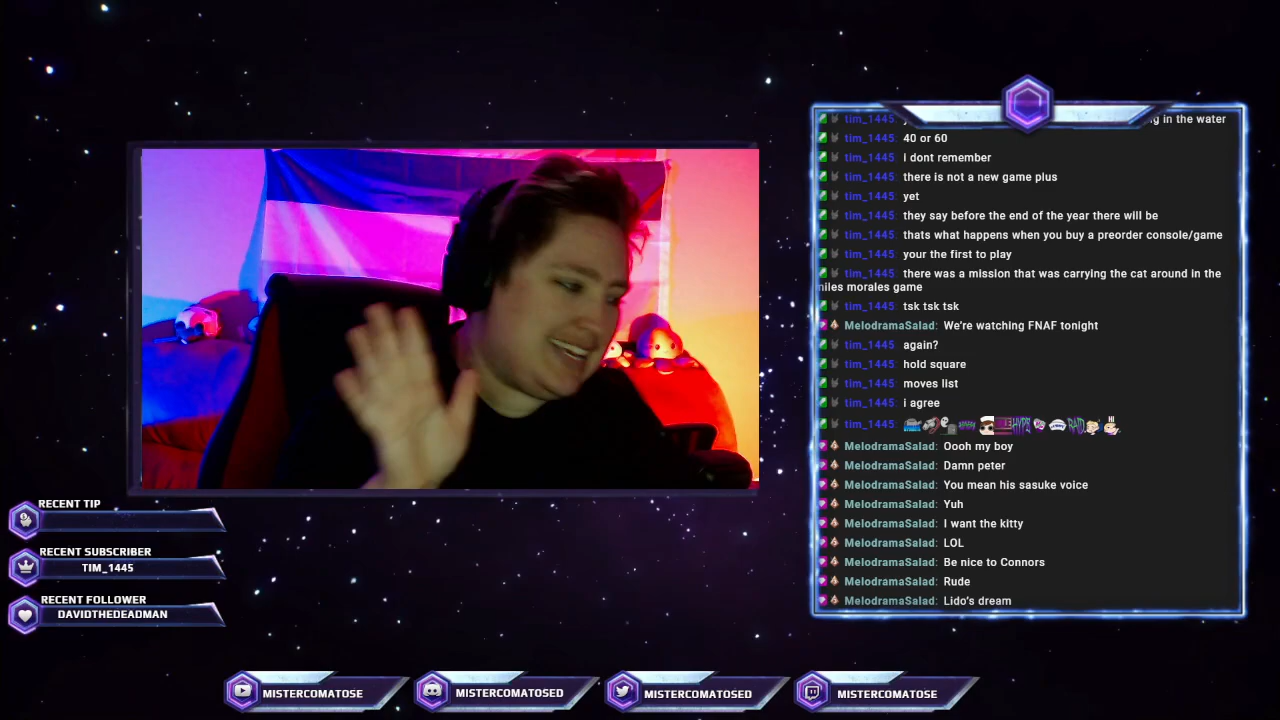 tim_1445: g in the water
tim_1445: 40 or 60
tim_1445: i dont remember
tim_1445: there is not a new game plus
tim_1445: yet
tim_1445: they say before the end of the year there will be
tim_1445: thats what happens when you buy a preorder console/game
tim_1445: your the first to play
tim_1445: there was a mission that was carrying the cat around in the
niles morales game
tim_1445: tsk tsk tsk
MelodramaSalad: We're watching FNAF tonight
tim_1445: again?
tim_1445: hold square
tim_1445: moves list
tim_1445: i agree
tim_1445: HYPE RAID
MelodramaSalad: Oooh my boy
MelodramaSalad: Damn peter
MelodramaSalad: You mean his sasuke voice
MelodramaSalad: Yuh
MelodramaSalad: I want the kitty
MelodramaSalad: LOL
MelodramaSalad: Be nice to Connors
MelodramaSalad: Rude
MelodramaSalad: Lido's dream
RECENT TIP
RECENT SUBSCRIBER
TIM_1445
RECENT FOLLOWER
DAVIDTHEDEADMAN
MISTERCOMATOSE
MISTERCOMATOSED
MISTERCOMATOSED
MISTERCOMATOSE